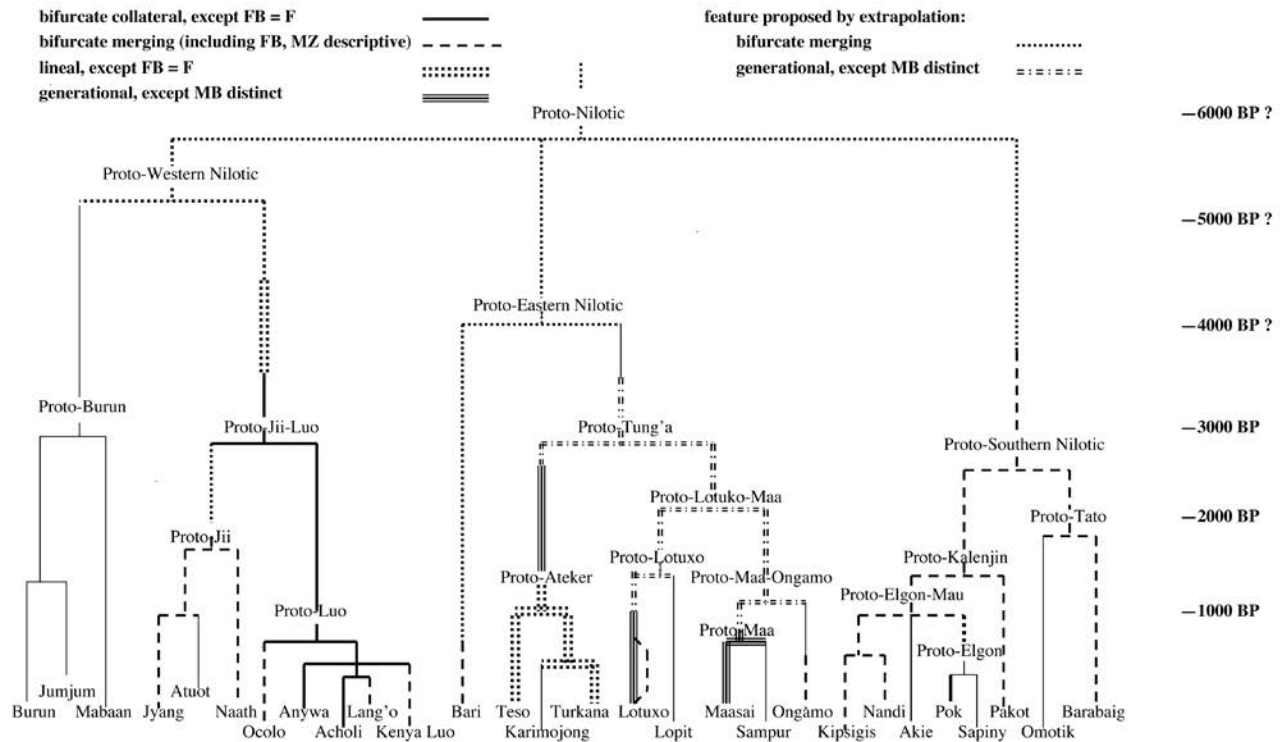 bifurcate collateral, except FB = F
bifurcate merging (including FB, MZ descriptive)
lineal, except FB = F
generational, except MB distinct
feature proposed by extrapolation:
bifurcate merging
generational, except MB distinct
Proto-Nilotic
—6000 BP ?
Proto-Western Nilotic
—5000 BP ?
Proto-Eastern Nilotic
—4000 BP ?
Proto-Burun
Proto-Jii-Luo
Proto-Tung'a
—3000 BP
Proto-Southern Nilotic
Proto-Lotuko-Maa
Proto-Tato
—2000 BP
Proto-Jii
Proto-Lotuxo
Proto-Kalenjin
Proto-Ateker
Proto-Maa-Ongamo
Proto-Elgon-Mau
Proto-Luo
—1000 BP
Proto-Maa
Proto-Elgon
Jumjum
Atuot
Burun
Mabaan
Jyang
Naath
Anywa
Lang'o
Bari
Teso
Turkana
Lotuxo
Maasai
Ongamo
Nandi
Pok
Pakot
Barabaig
Ocolo
Acholi
Kenya Luo
Karimojong
Lopit
Sampur
Kipsigis
Akie
Sapiny
Omotik